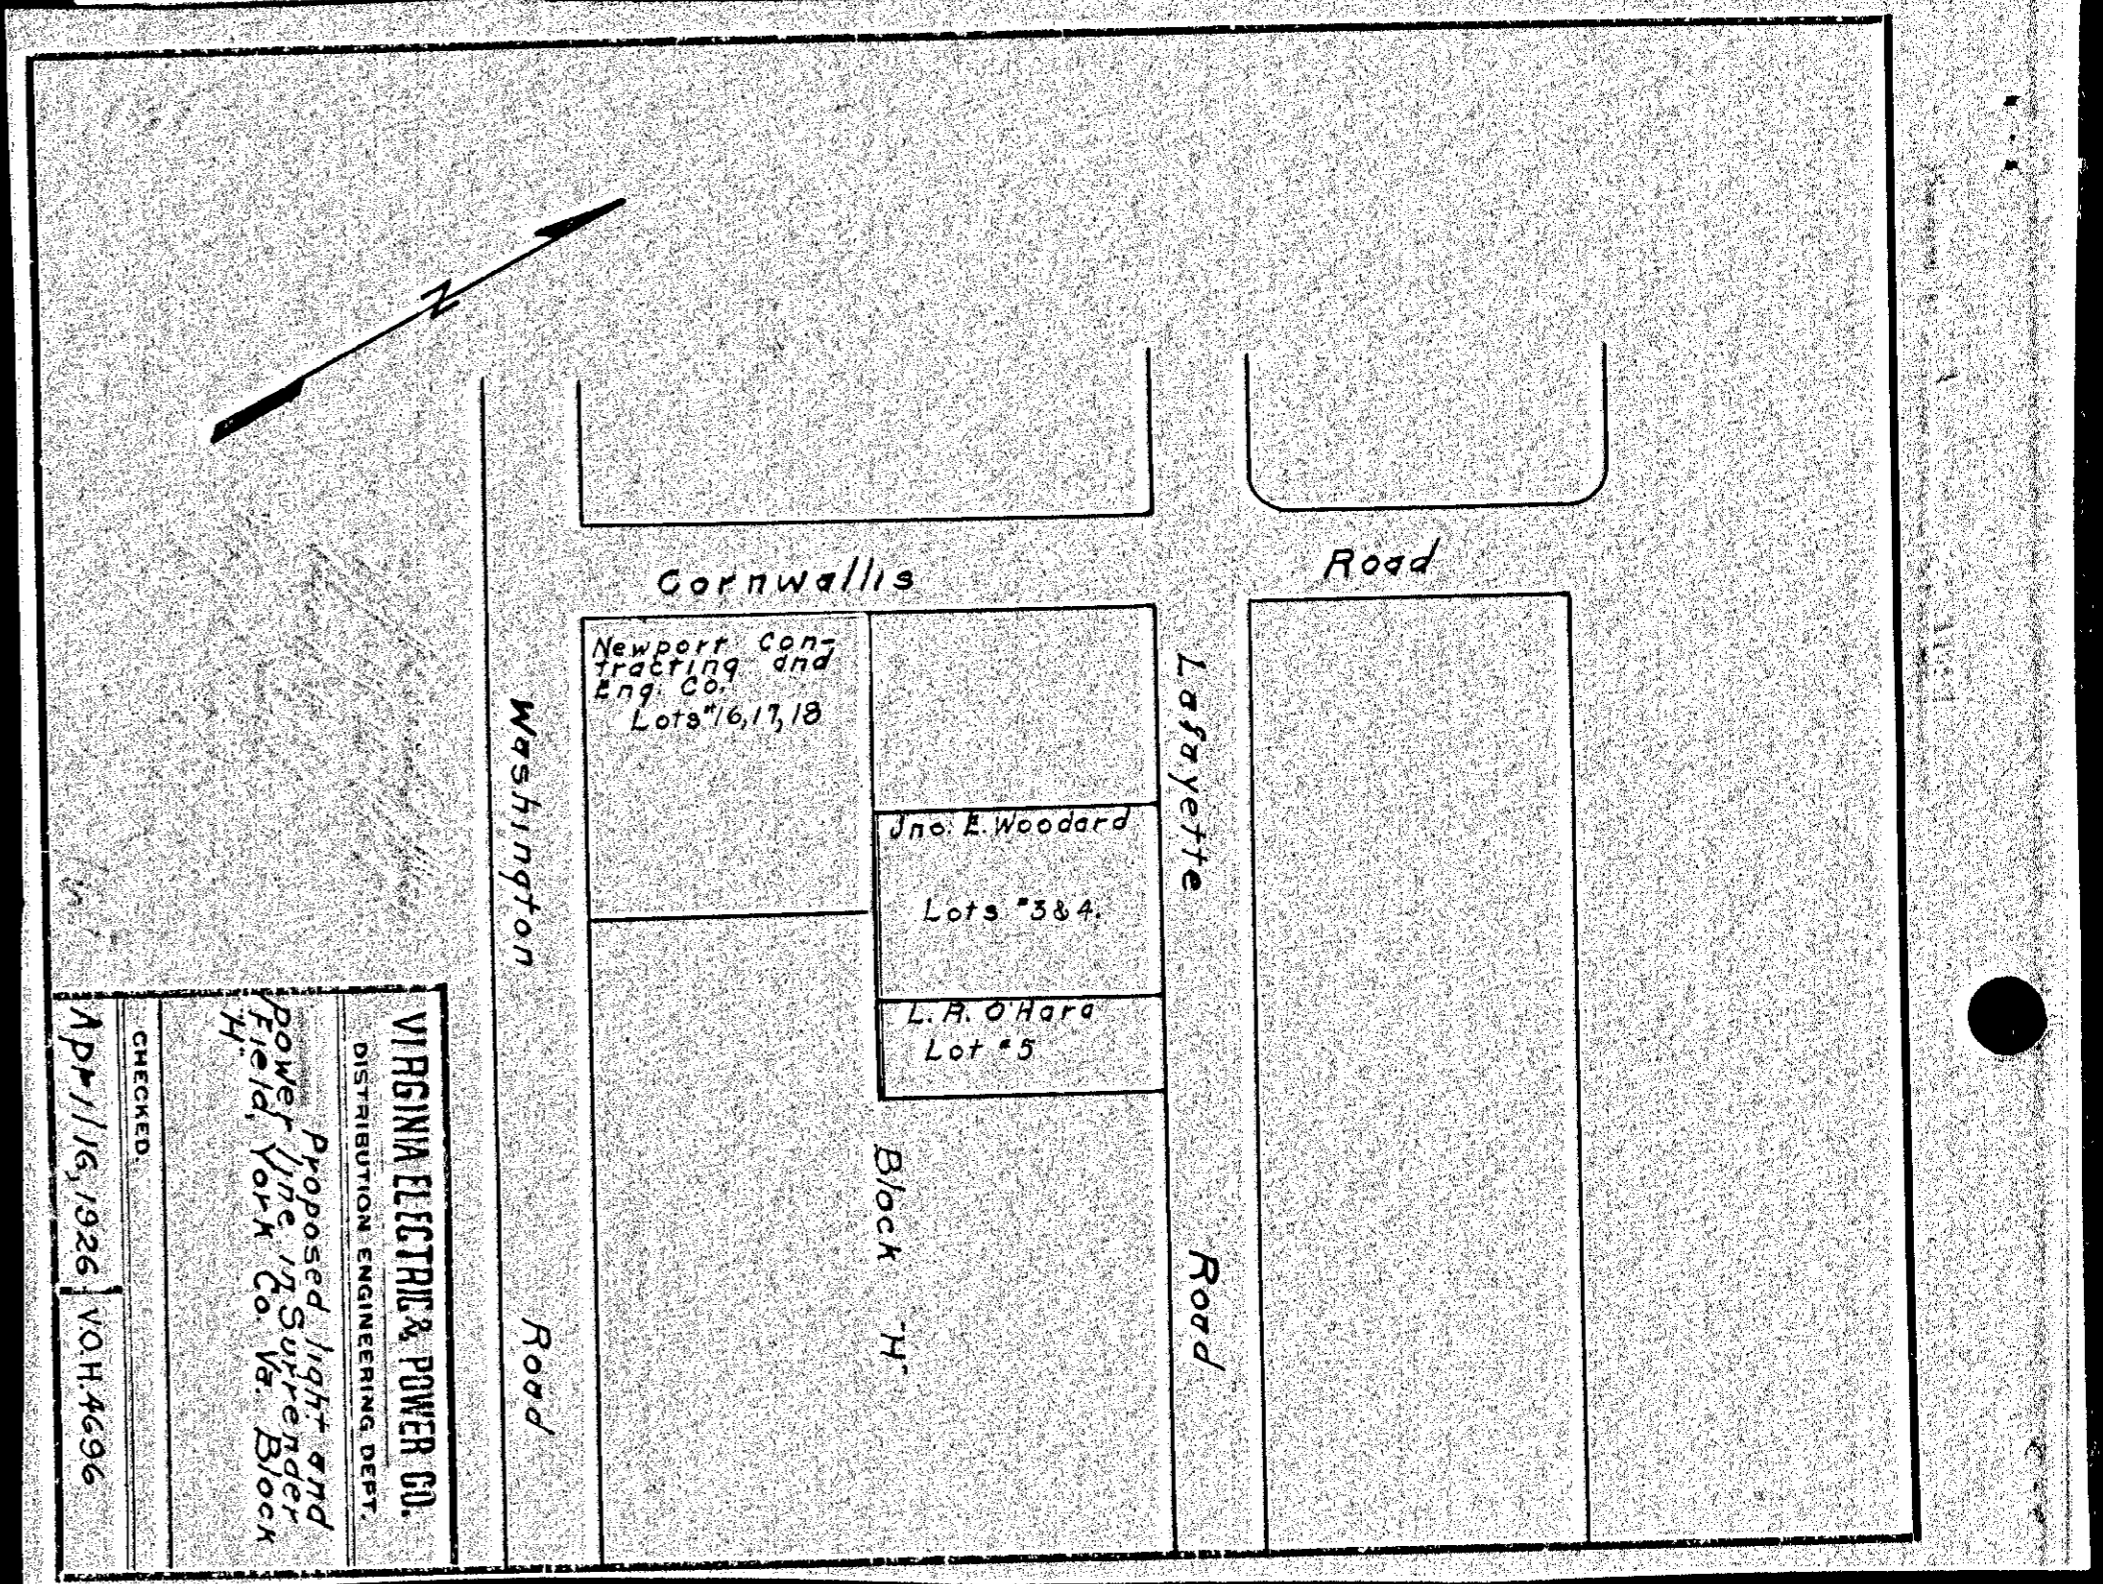 Cornwallis Road
Newport Con-
tracting and
Eng. Co.
Lots #16, 17, 18
Washington Road
Jno. E. Woodard
Lots #3 & 4.
L. R. O'Hara
Lot #5
Lafayette Road
Block "H"
N
VIRGINIA ELECTRIC & POWER CO.
DISTRIBUTION ENGINEERING DEPT.
Proposed light and
power line in Surrender
Field, York Co. Va. Block
"H"
CHECKED
April 16, 1926
V.O.H. 4696